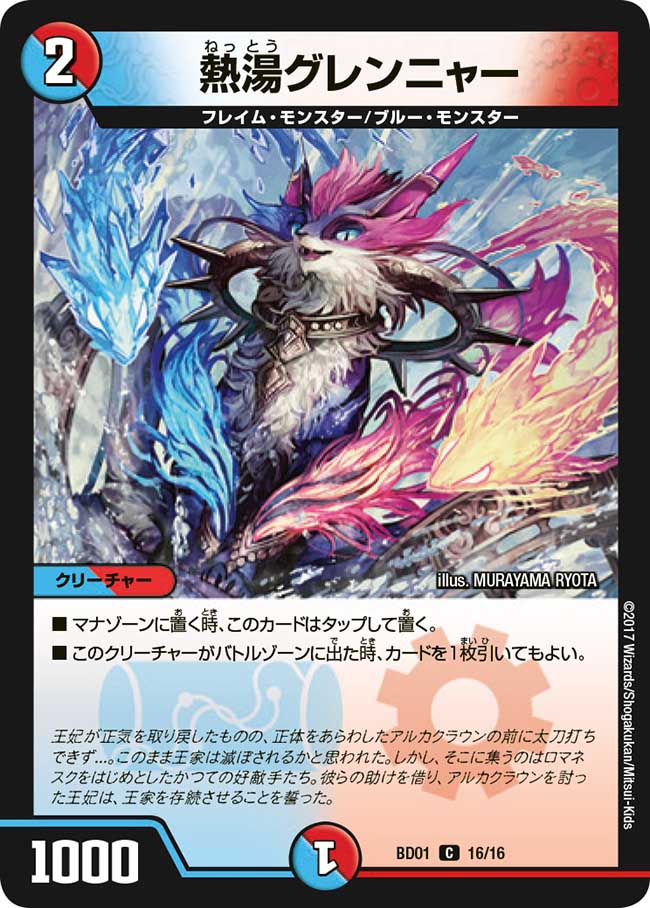 2
ねっとう
熱湯グレンニャー
フレイム・モンスター/ブルー・モンスター
クリーチャー
illus. MURAYAMA RYOTA
■ マナゾーンに置く時、このカードはタップして置く。
■ このクリーチャーがバトルゾーンに出た時、カードを1枚引いてもよい。
王妃が正気を取り戻したものの、正体をあらわしたアルカクラウンの前に太刀打ち
できず…。このまま王家は滅ぼされるかと思われた。しかし、そこに集うのはロマネ
スクをはじめとしたかつての好敵手たち。彼らの助けを借り、アルカクラウンを討っ
た王妃は、王家を存続させることを誓った。
©2017 Wizards/Shogakukan/Mitsui-Kids
1000
1
BD01 C 16/16